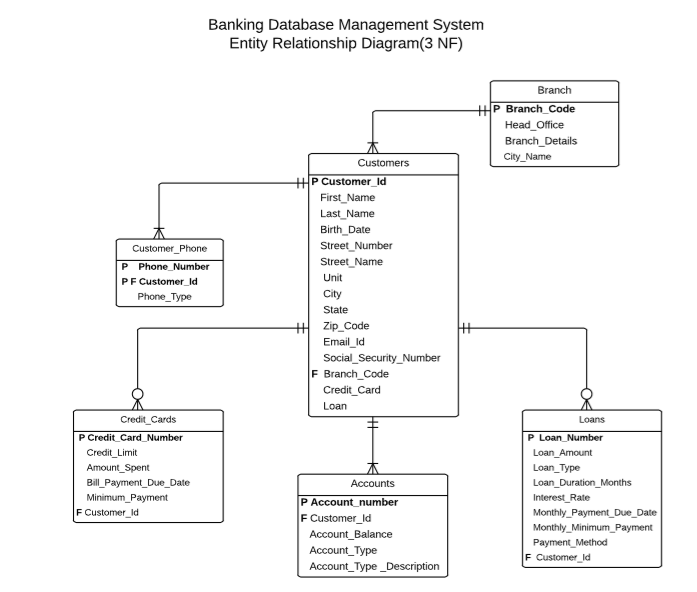 Banking Database Management System
Entity Relationship Diagram(3 NF)
Branch
P Branch_Code
Head_Office
Branch_Details
City_Name
Customers
P Customer_Id
First_Name
Last_Name
Birth_Date
Street_Number
Street_Name
Unit
City
State
Zip_Code
Email_Id
Social_Security_Number
F Branch_Code
Credit_Card
Loan
Customer_Phone
P Phone_Number
P F Customer_Id
Phone_Type
Credit_Cards
P Credit_Card_Number
Credit_Limit
Amount_Spent
Bill_Payment_Due_Date
Minimum_Payment
F Customer_Id
Accounts
P Account_number
F Customer_Id
Account_Balance
Account_Type
Account_Type _Description
Loans
P Loan_Number
Loan_Amount
Loan_Type
Loan_Duration_Months
Interest_Rate
Monthly_Payment_Due_Date
Monthly_Minimum_Payment
Payment_Method
F Customer_Id